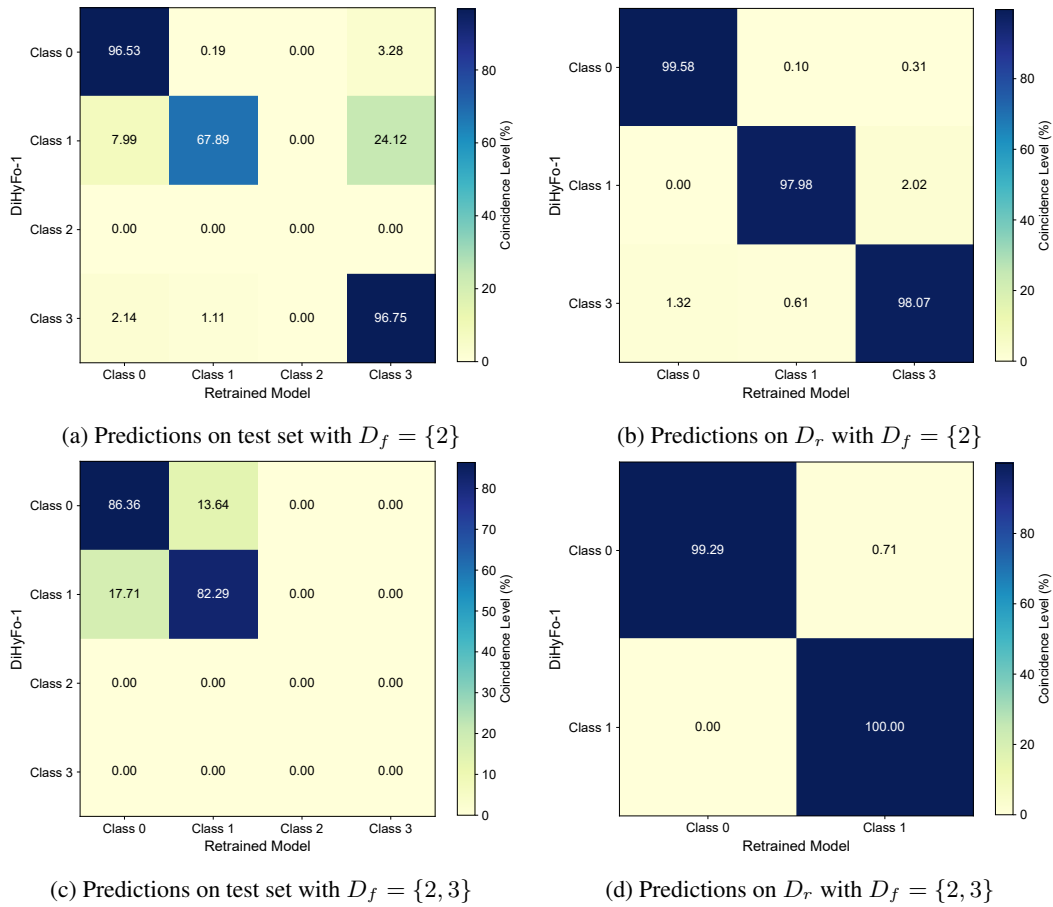 Class 0 96.53 0.19 0.00 3.28
Class 1 7.99 67.89 0.00 24.12
Class 2 0.00 0.00 0.00 0.00
Class 3 2.14 1.11 0.00 96.75
Class 0 Class 1 Class 2 Class 3
Retrained Model
DiHyFo-1
80
60
40
20
0
Coincidence Level (%)
(a) Predictions on test set with D_f = {2}
Class 0 99.58 0.10 0.31
Class 1 0.00 97.98 2.02
Class 3 1.32 0.61 98.07
Class 0 Class 1 Class 3
Retrained Model
DiHyFo-1
80
60
40
20
0
Coincidence Level (%)
(b) Predictions on D_r with D_f = {2}
Class 0 86.36 13.64 0.00 0.00
Class 1 17.71 82.29 0.00 0.00
Class 2 0.00 0.00 0.00 0.00
Class 3 0.00 0.00 0.00 0.00
Class 0 Class 1 Class 2 Class 3
Retrained Model
DiHyFo-1
80
70
60
50
40
30
20
10
0
Coincidence Level (%)
(c) Predictions on test set with D_f = {2, 3}
Class 0 99.29 0.71
Class 1 0.00 100.00
Class 0 Class 1
Retrained Model
DiHyFo-1
80
60
40
20
0
Coincidence Level (%)
(d) Predictions on D_r with D_f = {2, 3}